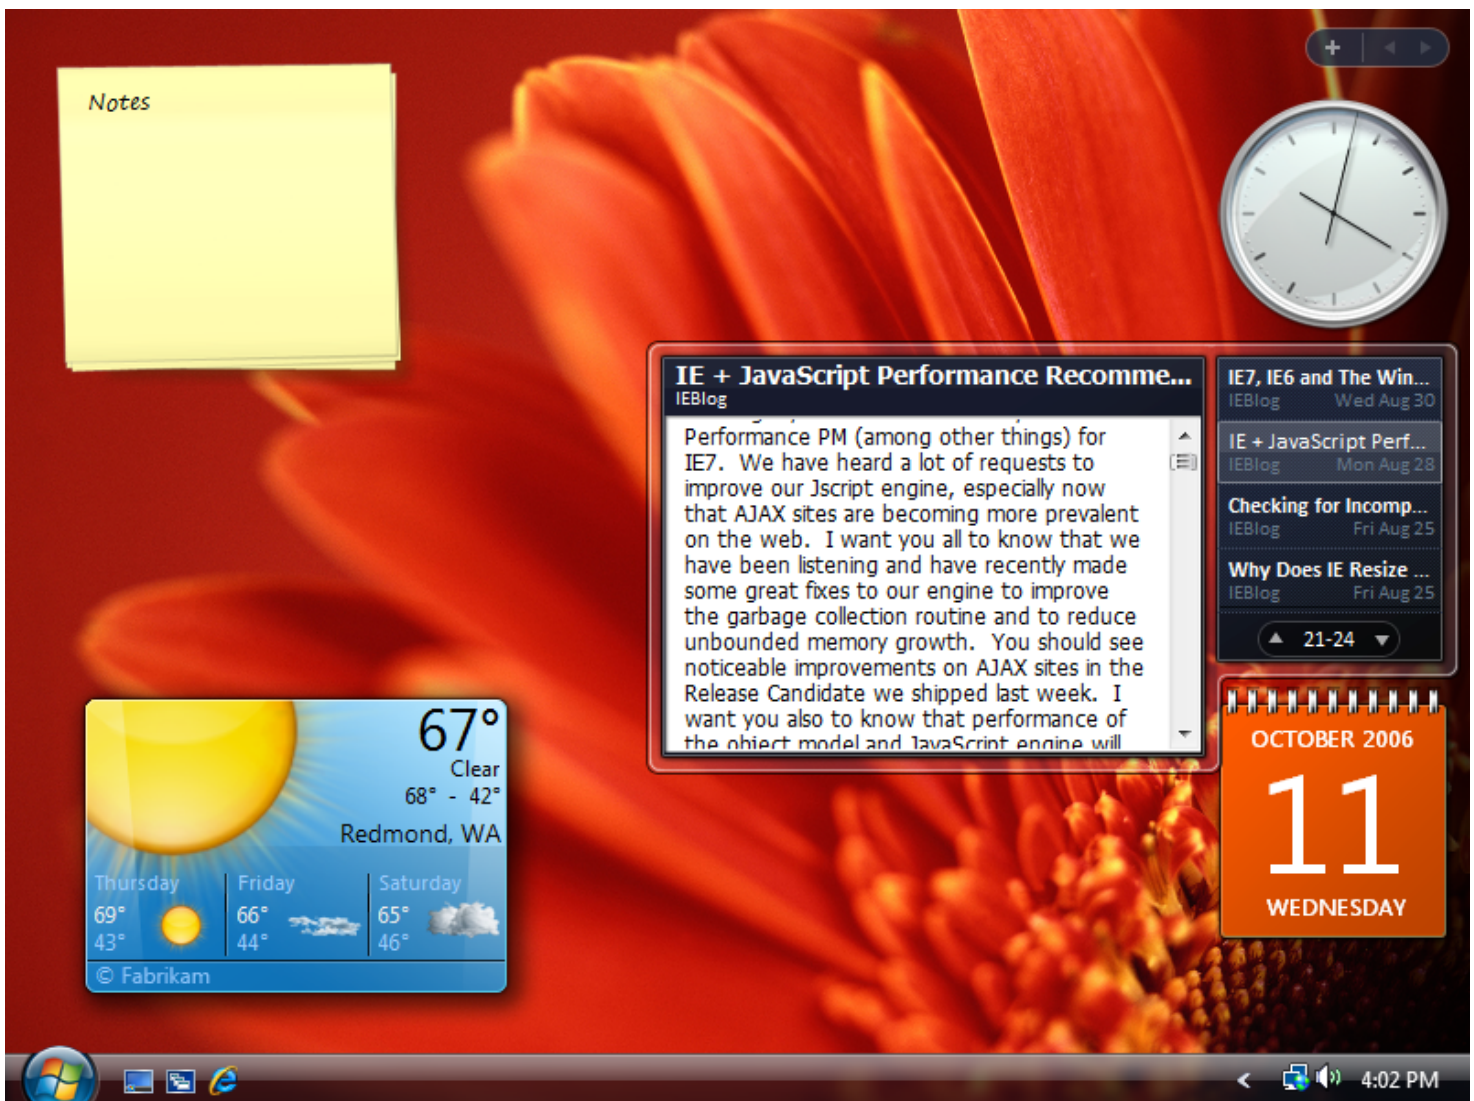 Notes
IE + JavaScript Performance Recomme...
IEBlog
Performance PM (among other things) for
IE7.  We have heard a lot of requests to
improve our Jscript engine, especially now
that AJAX sites are becoming more prevalent
on the web.  I want you all to know that we
have been listening and have recently made
some great fixes to our engine to improve
the garbage collection routine and to reduce
unbounded memory growth.  You should see
noticeable improvements on AJAX sites in the
Release Candidate we shipped last week.  I
want you also to know that performance of
the object model and JavaScript engine will
IE7, IE6 and The Win...
IEBlog Wed Aug 30
IE + JavaScript Perf...
IEBlog Mon Aug 28
Checking for Incomp...
IEBlog Fri Aug 25
Why Does IE Resize ...
IEBlog Fri Aug 25
21-24
67°
Clear
68° - 42°
Redmond, WA
Thursday Friday Saturday
69° 66° 65°
43° 44° 46°
© Fabrikam
OCTOBER 2006
11
WEDNESDAY
4:02 PM